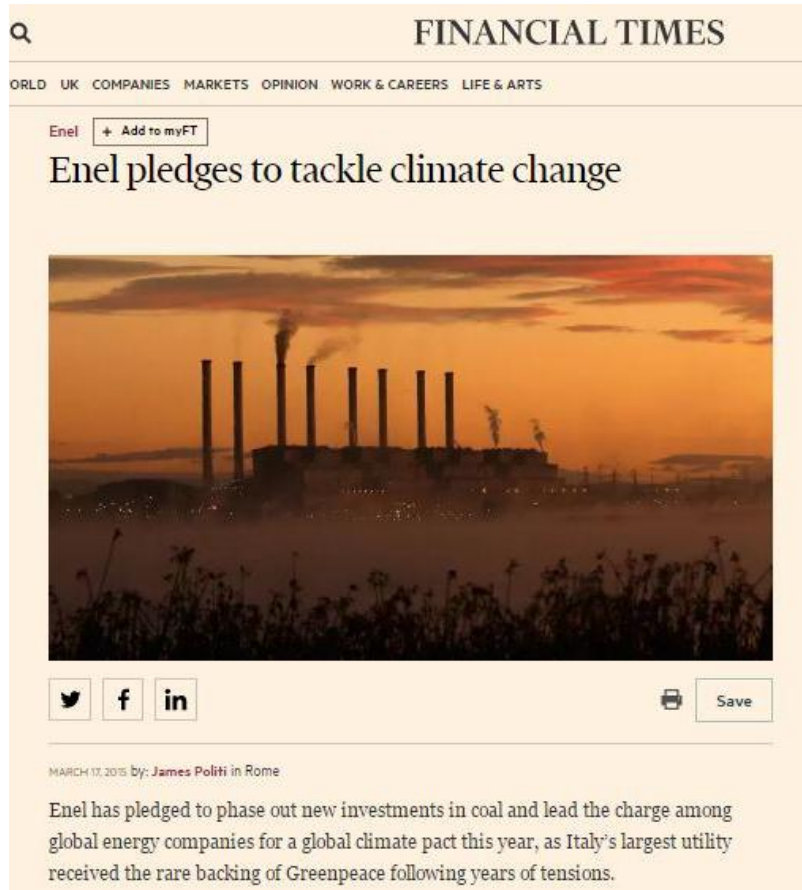 FINANCIAL TIMES
ORLD UK COMPANIES MARKETS OPINION WORK & CAREERS LIFE & ARTS
Enel + Add to myFT
Enel pledges to tackle climate change
f in Save
MARCH 17, 2015 by: James Politi in Rome
Enel has pledged to phase out new investments in coal and lead the charge among
global energy companies for a global climate pact this year, as Italy's largest utility
received the rare backing of Greenpeace following years of tensions.